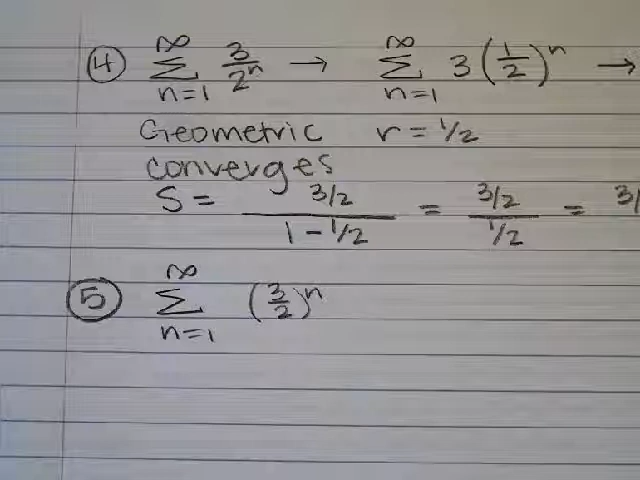 ④ ∑_{n=1}^{∞} 3/2ⁿ → ∑_{n=1}^{∞} 3(1/2)ⁿ →
Geometric r = 1/2
converges
S = (3/2)/(1 - 1/2) = (3/2)/(1/2) = 3/
⑤ ∑_{n=1}^{∞} (3/2)ⁿ